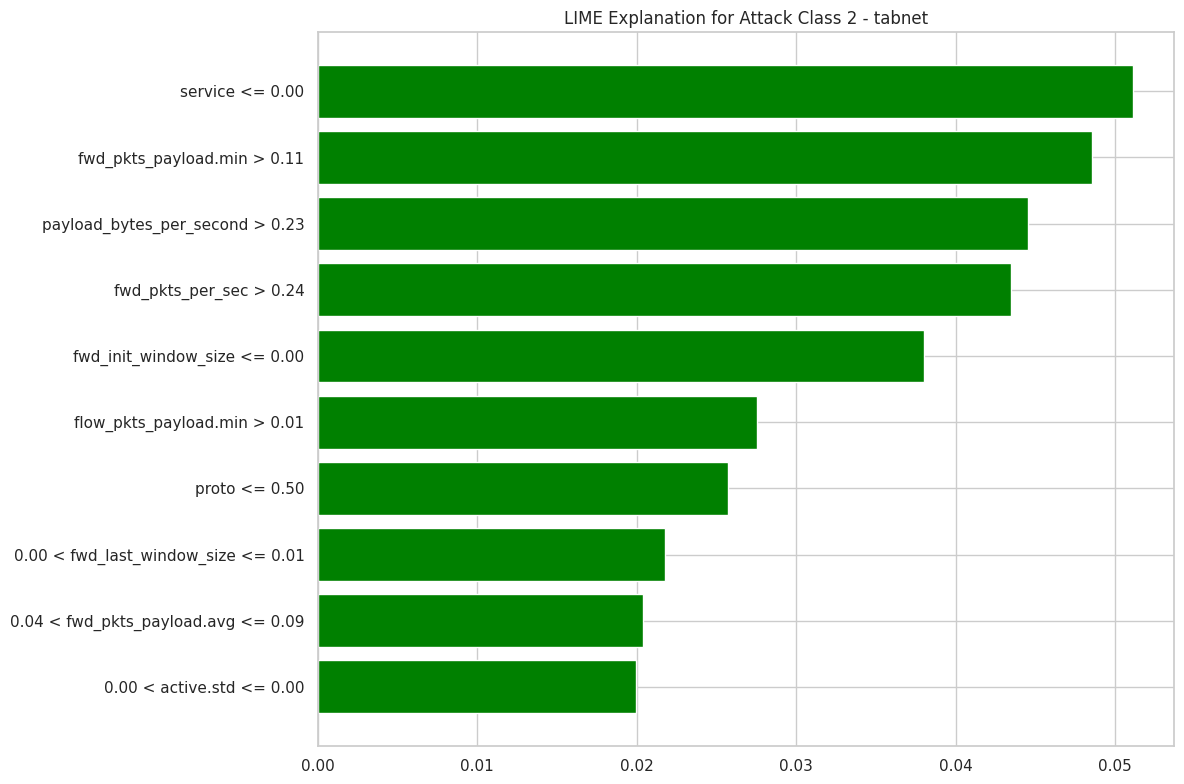 LIME Explanation for Attack Class 2 - tabnet
service <= 0.00
fwd_pkts_payload.min > 0.11
payload_bytes_per_second > 0.23
fwd_pkts_per_sec > 0.24
fwd_init_window_size <= 0.00
flow_pkts_payload.min > 0.01
proto <= 0.50
0.00 < fwd_last_window_size <= 0.01
0.04 < fwd_pkts_payload.avg <= 0.09
0.00 < active.std <= 0.00
0.00 0.01 0.02 0.03 0.04 0.05